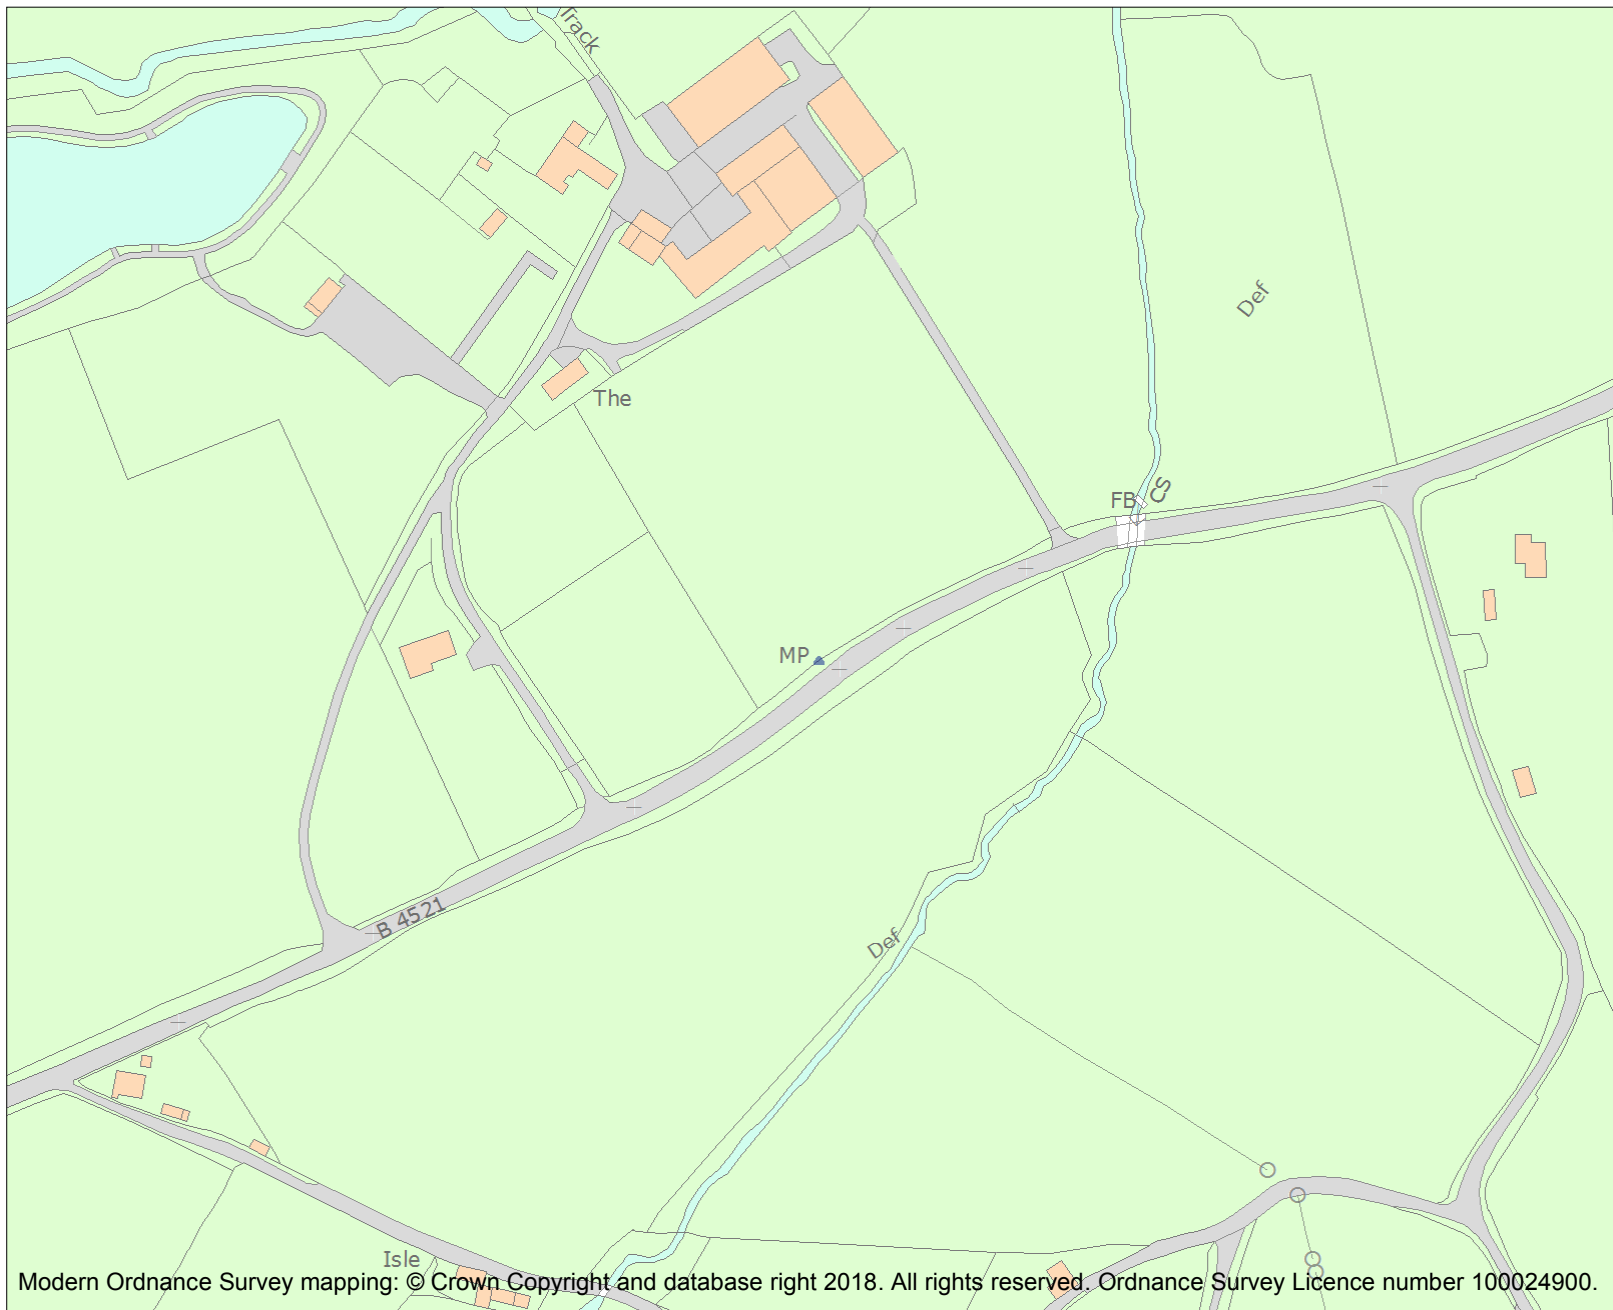 Track
Def
The
FB
CS
MP
B 4521
Def
Isle
Modern Ordnance Survey mapping: © Crown Copyright and database right 2018. All rights reserved. Ordnance Survey Licence number 100024900.